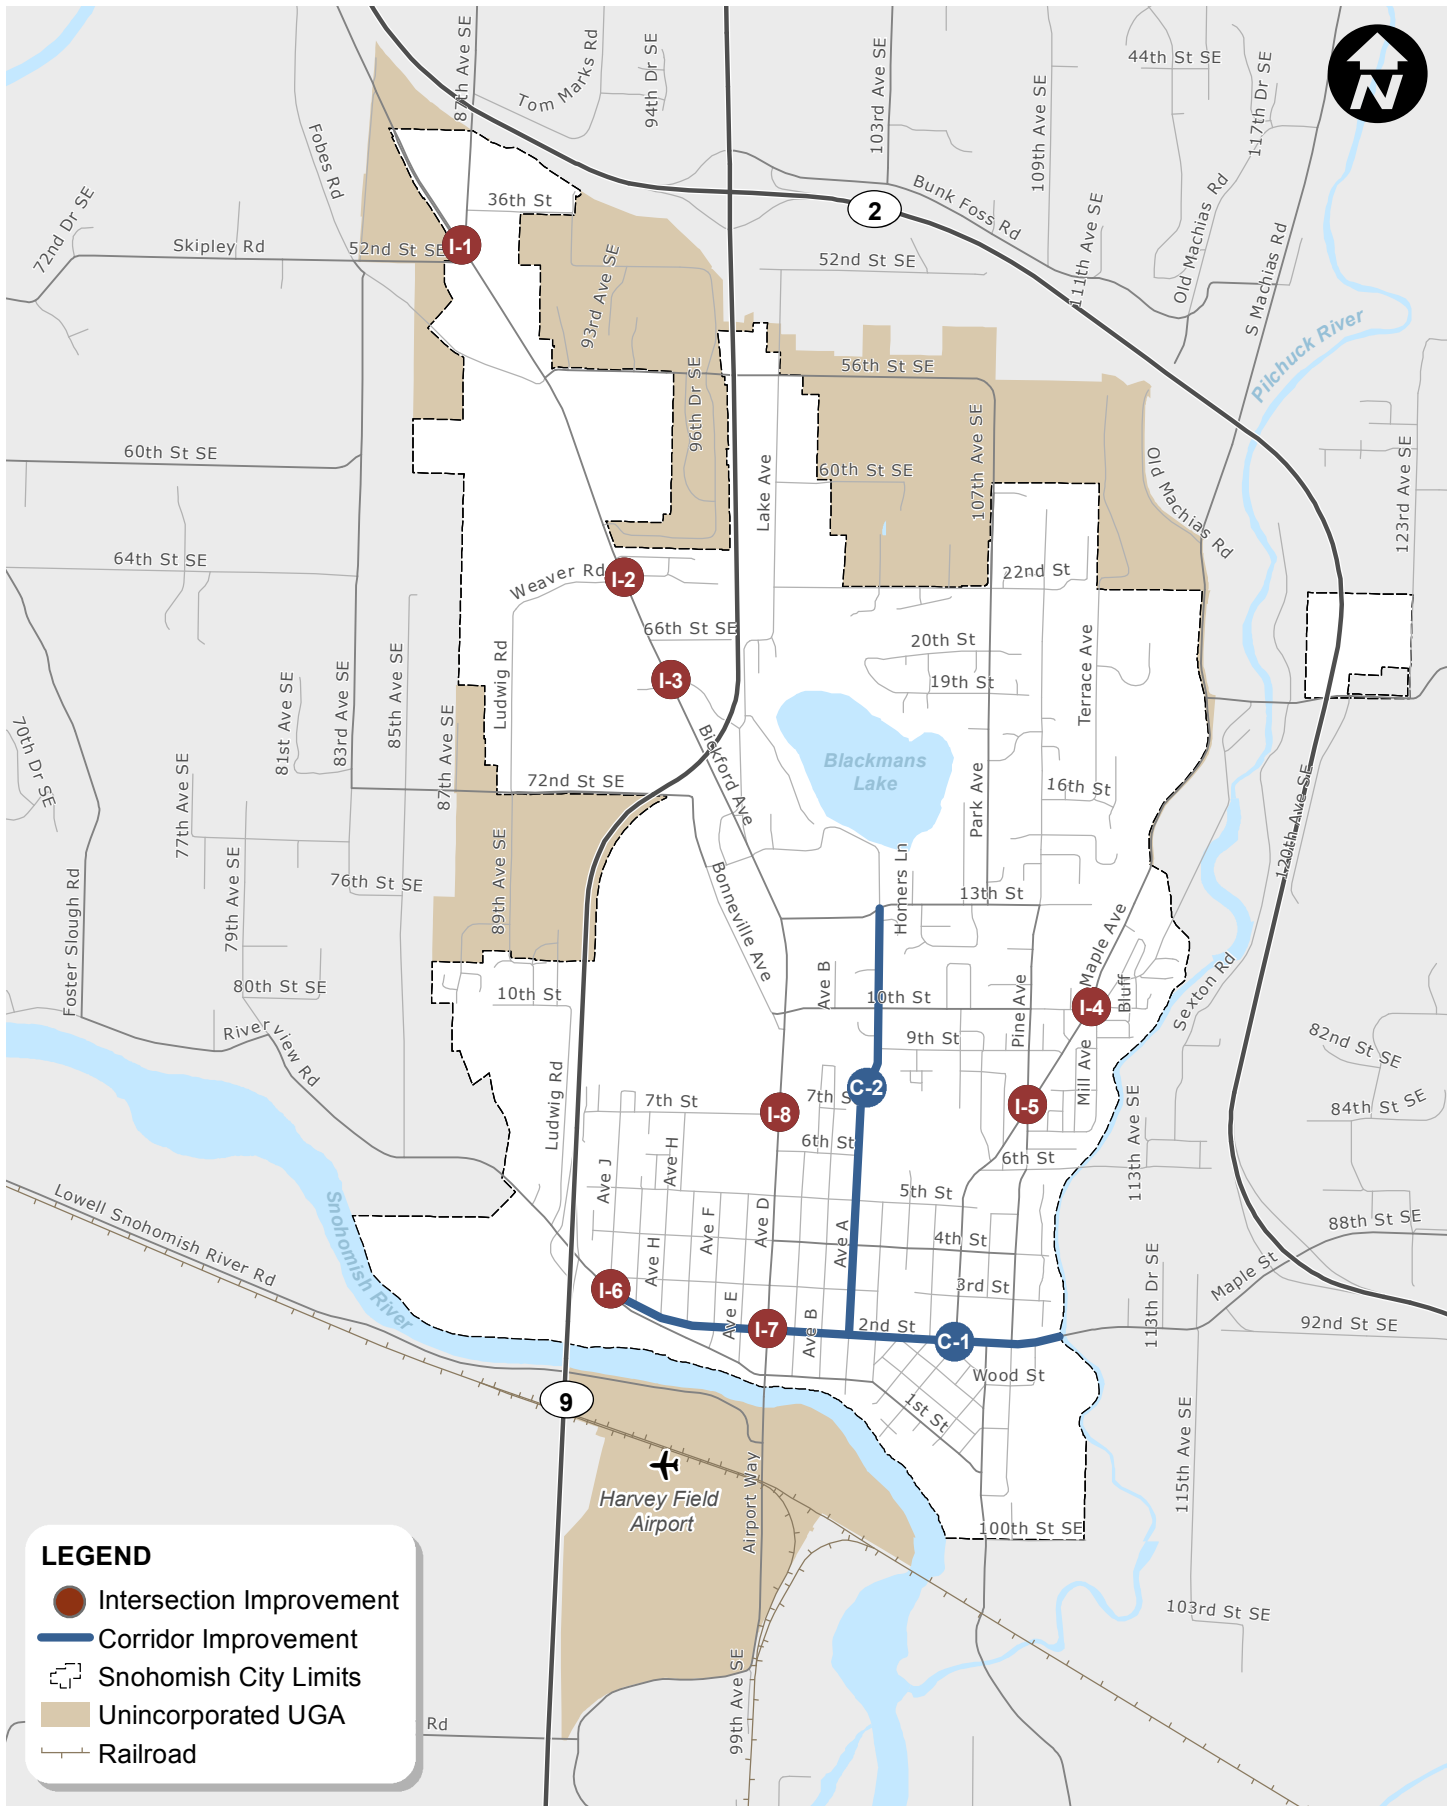 87th Ave SE
Tom Marks Rd
94th Dr SE
103rd Ave SE
109th Ave SE
44th St SE
117th Dr SE
N
Fobes Rd
72nd Dr SE
Skipley Rd
52nd St SE
I-1
36th St
93rd Ave SE
2
Bunk Foss Rd
52nd St SE
111th Ave SE
Old Machias Rd
S Machias Rd
Pilchuck River
56th St SE
96th Dr SE
Lake Ave
60th St SE
107th Ave SE
60th St SE
Old Machias Rd
123rd Ave SE
64th St SE
Weaver Rd
I-2
22nd St
66th St SE
20th St
19th St
Terrace Ave
I-3
Ludwig Rd
70th Dr SE
77th Ave SE
81st Ave SE
83rd Ave SE
85th Ave SE
87th Ave SE
Bickford Ave
Blackmans
Lake
72nd St SE
Park Ave
16th St
120th Ave SE
79th Ave SE
76th St SE
89th Ave SE
Bonneville Ave
Homers Ln
13th St
Maple Ave
Foster Slough Rd
80th St SE
10th St
Ave B
10th St
Pine Ave
I-4
Bluff
Sexton Rd
Riverview Rd
9th St
Mill Ave
82nd St SE
Ludwig Rd
7th St
I-8
7th St
C-2
I-5
84th St SE
6th St
6th St
113th Ave SE
Ave J
Ave H
5th St
Lowell Snohomish River Rd
Snohomish River
Ave F
Ave D
Ave A
4th St
88th St SE
Ave H
3rd St
113th Dr SE
Maple St
I-6
Ave E
I-7
Ave B
2nd St
C-1
92nd St SE
Wood St
9
1st St
115th Ave SE
Harvey Field
Airport
Airport Way
100th St SE
103rd St SE
99th Ave SE
Rd
LEGEND
Intersection Improvement
Corridor Improvement
Snohomish City Limits
Unincorporated UGA
Railroad